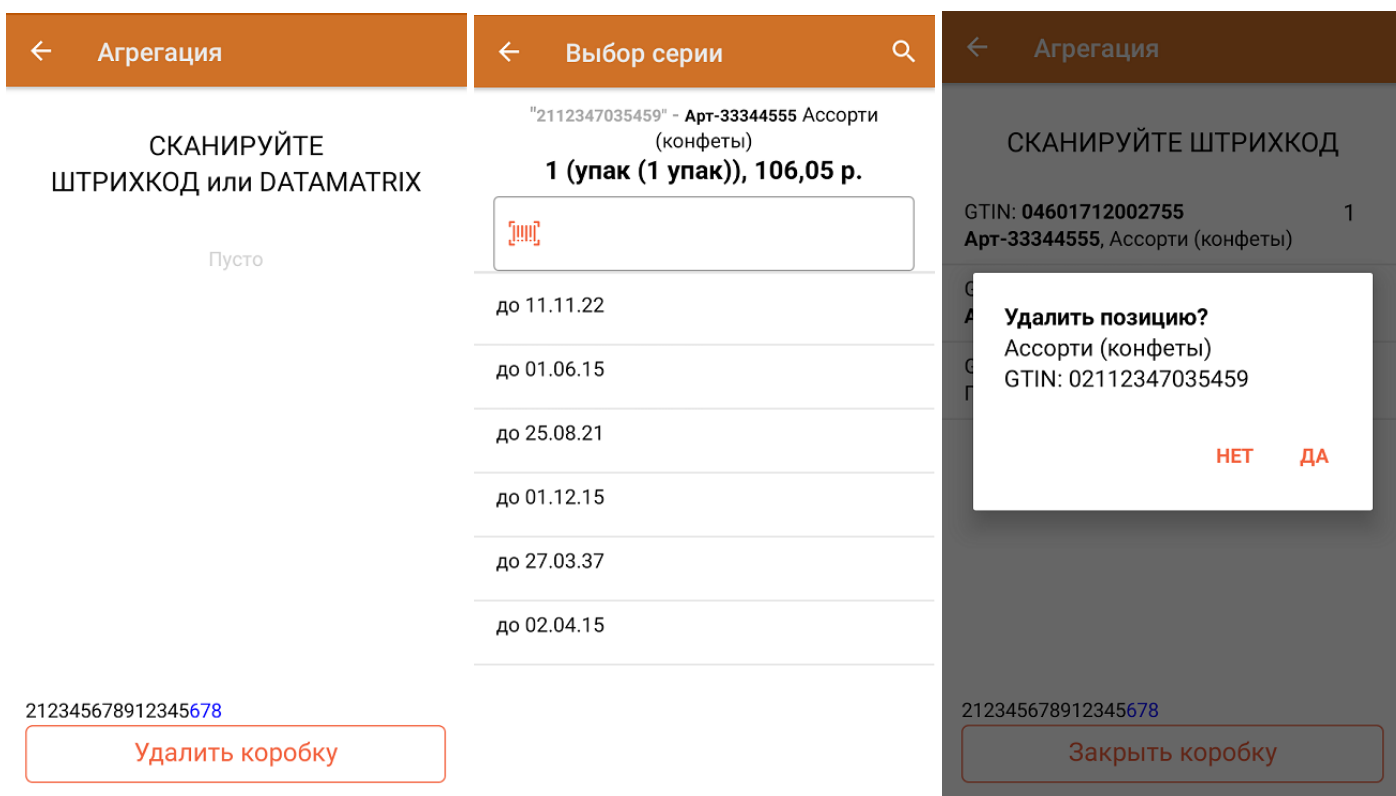 Агрегация
СКАНИРУЙТЕ
ШТРИХКОД или DATAMATRIX
Пусто
212345678912345678
Удалить коробку
Выбор серии
"2112347035459" - Арт-33344555 Ассорти
(конфеты)
1 (упак (1 упак)), 106,05 р.
до 11.11.22
до 01.06.15
до 25.08.21
до 01.12.15
до 27.03.37
до 02.04.15
Агрегация
СКАНИРУЙТЕ ШТРИХКОД
GTIN: 04601712002755 1
Арт-33344555, Ассорти (конфеты)
Удалить позицию?
Ассорти (конфеты)
GTIN: 02112347035459
НЕТ ДА
212345678912345678
Закрыть коробку